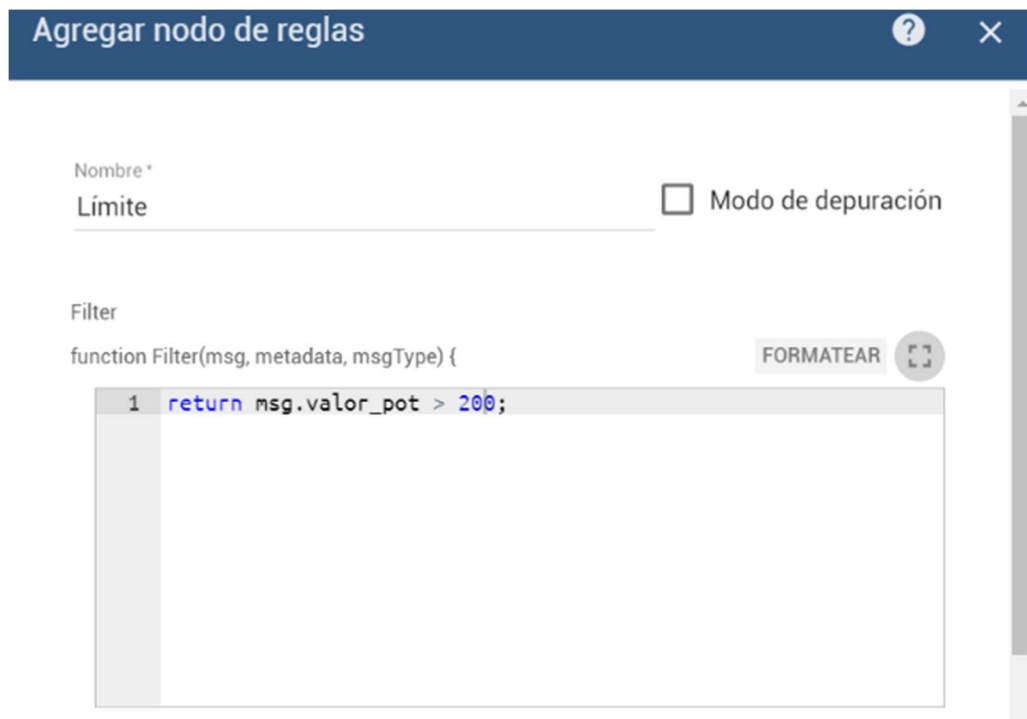 Agregar nodo de reglas
Nombre *
Límite
Modo de depuración
Filter
function Filter(msg, metadata, msgType) {
FORMATEAR
1 return msg.valor_pot > 200;